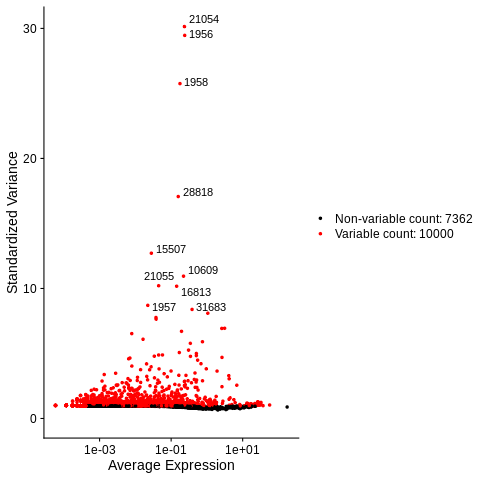 30
20
10
0
Standardized Variance
21054
1956
1958
28818
15507
10609
21055
16813
1957
31683
1e-03
1e-01
1e+01
Average Expression
Non-variable count: 7362
Variable count: 10000